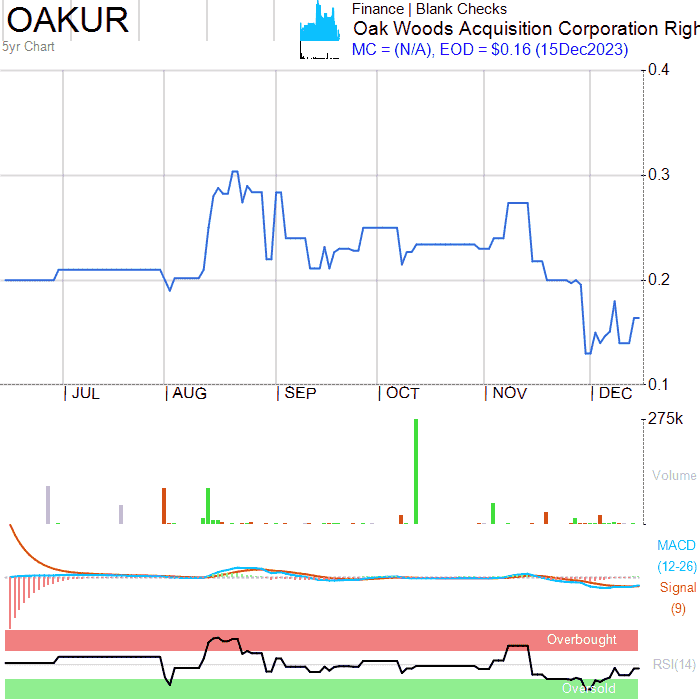 OAKUR
5yr Chart
Finance | Blank Checks
Oak Woods Acquisition Corporation Righ
MC = (N/A), EOD = $0.16 (15Dec2023)
0.4
0.3
0.2
0.1
JUL
AUG
SEP
OCT
NOV
DEC
275k
Volume
MACD
(12-26)
Signal
(9)
Overbought
RSI(14)
Oversold